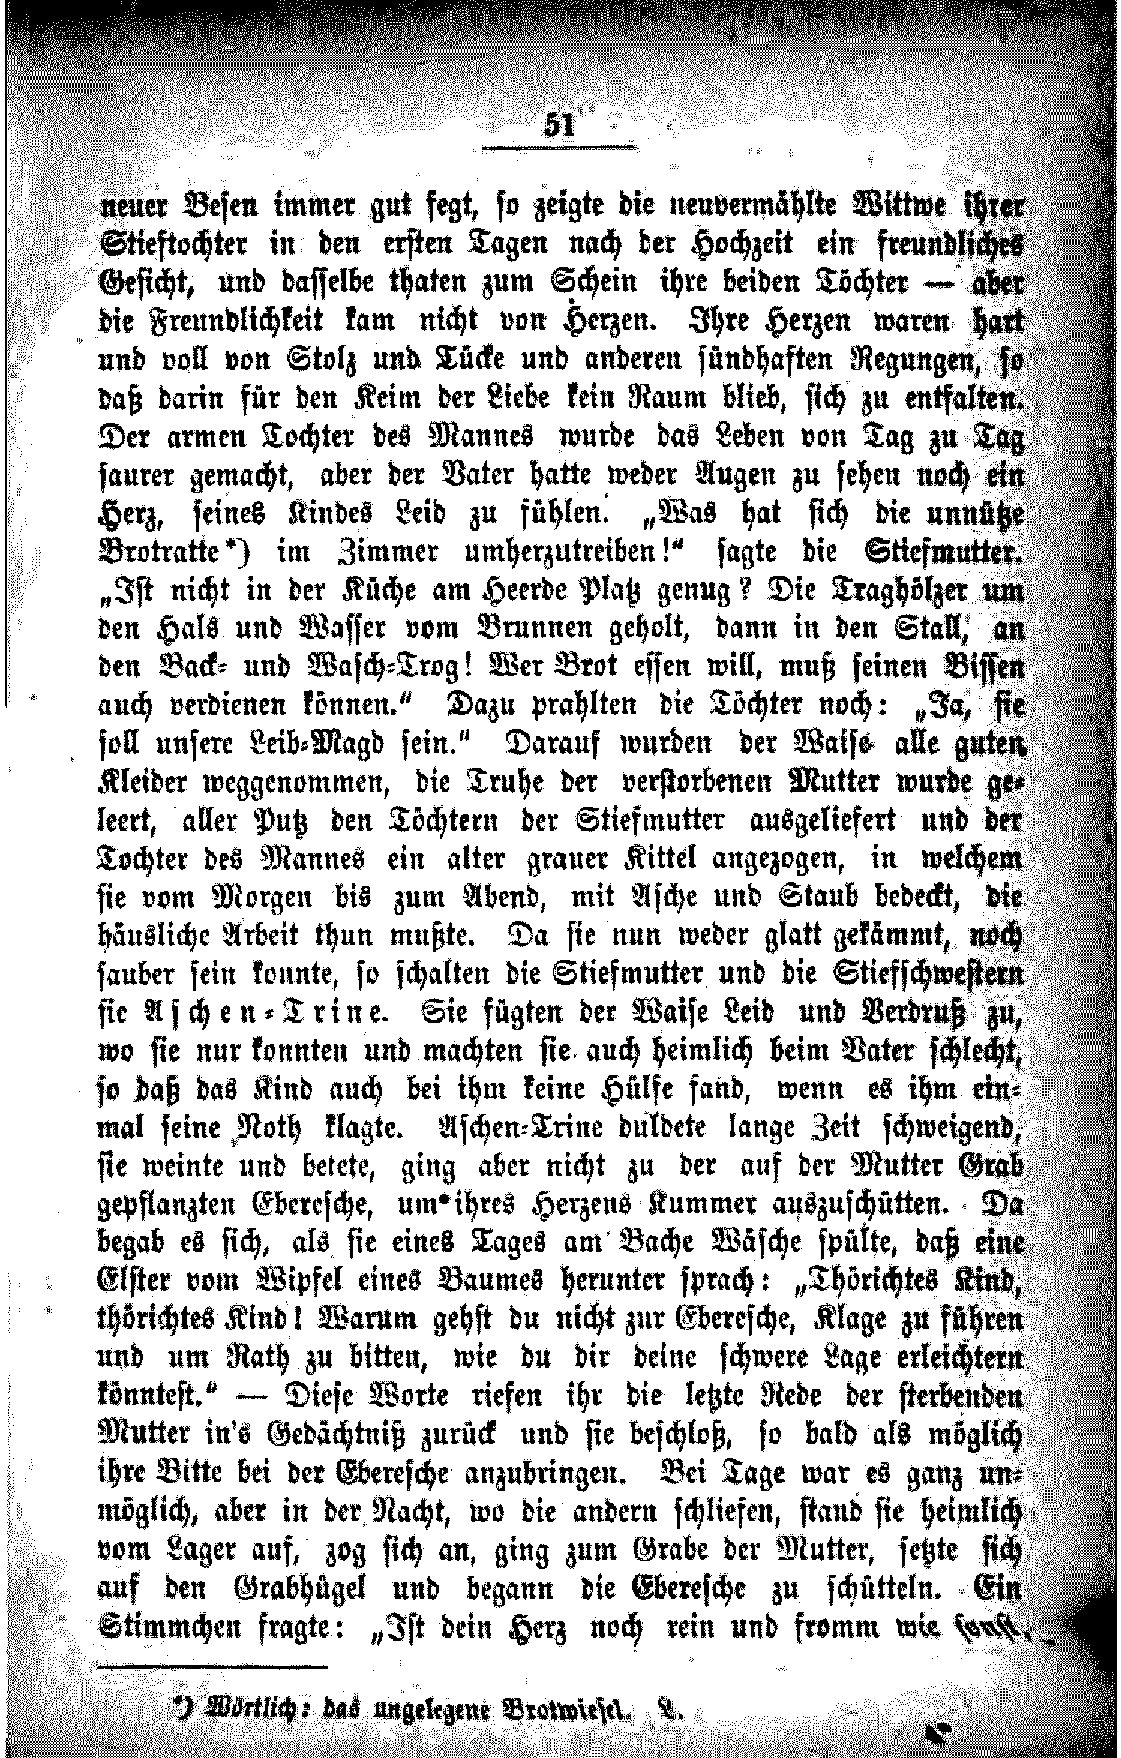 51
neuer Besen immer gut fegt, so zeigte die neuvermählte Wittwe ihrer
Stieftochter in den ersten Tagen nach der Hochzeit ein freundliches
Gesicht, und dasselbe thaten zum Schein ihre beiden Töchter — aber
die Freundlichkeit kam nicht von Herzen. Ihre Herzen waren hart
und voll von Stolz und Tücke und anderen sündhaften Regungen, so
daß darin für den Keim der Liebe kein Raum blieb, sich zu entfalten.
Der armen Tochter des Mannes wurde das Leben von Tag zu Tag
saurer gemacht, aber der Vater hatte weder Augen zu sehen noch ein
Herz, seines Kindes Leid zu fühlen. „Was hat sich die unnütze
Brotratte*) im Zimmer umherzutreiben!“ sagte die Stiefmutter.
„Ist nicht in der Küche am Heerde Platz genug? Die Traghölzer um
den Hals und Wasser vom Brunnen geholt, dann in den Stall, an
den Back- und Wasch-Trog! Wer Brot essen will, muß seinen Bissen
auch verdienen können.“ Dazu prahlten die Töchter noch: „Ja, sie
soll unsere Leib-Magd sein.“ Darauf wurden der Waise alle guten
Kleider weggenommen, die Truhe der verstorbenen Mutter wurde ge-
leert, aller Putz den Töchtern der Stiefmutter ausgeliefert und der
Tochter des Mannes ein alter grauer Kittel angezogen, in welchem
sie vom Morgen bis zum Abend, mit Asche und Staub bedeckt, die
häusliche Arbeit thun mußte. Da sie nun weder glatt gekämmt, noch
sauber sein konnte, so schalten die Stiefmutter und die Stiefschwestern
sie Aschen-Trine. Sie fügten der Waise Leid und Verdruß zu,
wo sie nur konnten und machten sie auch heimlich beim Vater schlecht,
so daß das Kind auch bei ihm keine Hülfe fand, wenn es ihm ein-
mal seine Noth klagte. Aschen-Trine duldete lange Zeit schweigend,
sie weinte und betete, ging aber nicht zu der auf der Mutter Grab
gepflanzten Eberesche, um ihres Herzens Kummer auszuschütten. Da
begab es sich, als sie eines Tages am Bache Wäsche spülte, daß eine
Elster vom Wipfel eines Baumes herunter sprach: „Thörichtes Kind,
thörichtes Kind! Warum gehst du nicht zur Eberesche, Klage zu führen
und um Rath zu bitten, wie du dir deine schwere Lage erleichtern
könntest.“ — Diese Worte riefen ihr die letzte Rede der sterbenden
Mutter in's Gedächtniß zurück und sie beschloß, so bald als möglich
ihre Bitte bei der Eberesche anzubringen. Bei Tage war es ganz un-
möglich, aber in der Nacht, wo die andern schliefen, stand sie heimlich
vom Lager auf, zog sich an, ging zum Grabe der Mutter, setzte sich
auf den Grabhügel und begann die Eberesche zu schütteln. Ein
Stimmchen fragte: „Ist dein Herz noch rein und fromm wie sonst,
*) Wörtlich: das ungelegene Brotwiesel. L.